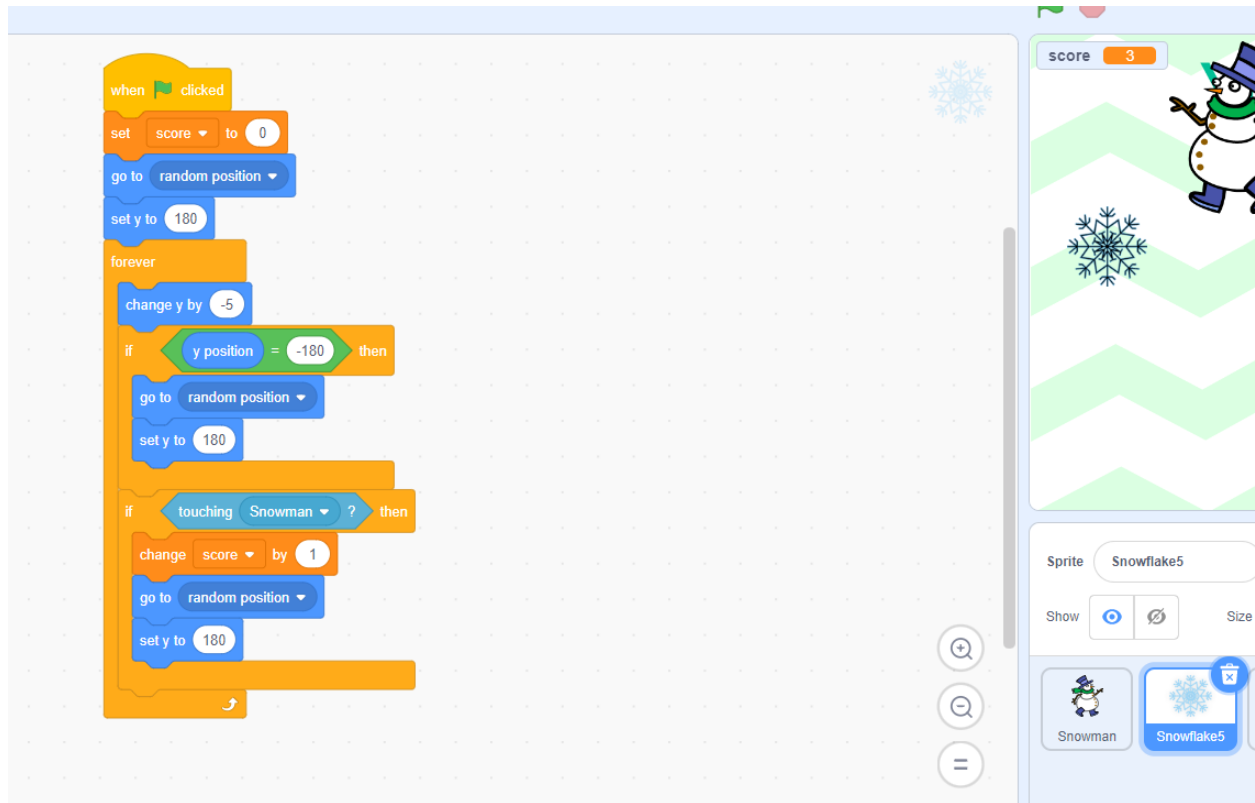 when clicked
set score to 0
go to random position
set y to 180
forever
change y by -5
if y position = -180 then
go to random position
set y to 180
if touching Snowman ? then
change score by 1
go to random position
set y to 180
score 3
Sprite Snowflake5
Show Size
Snowman
Snowflake5